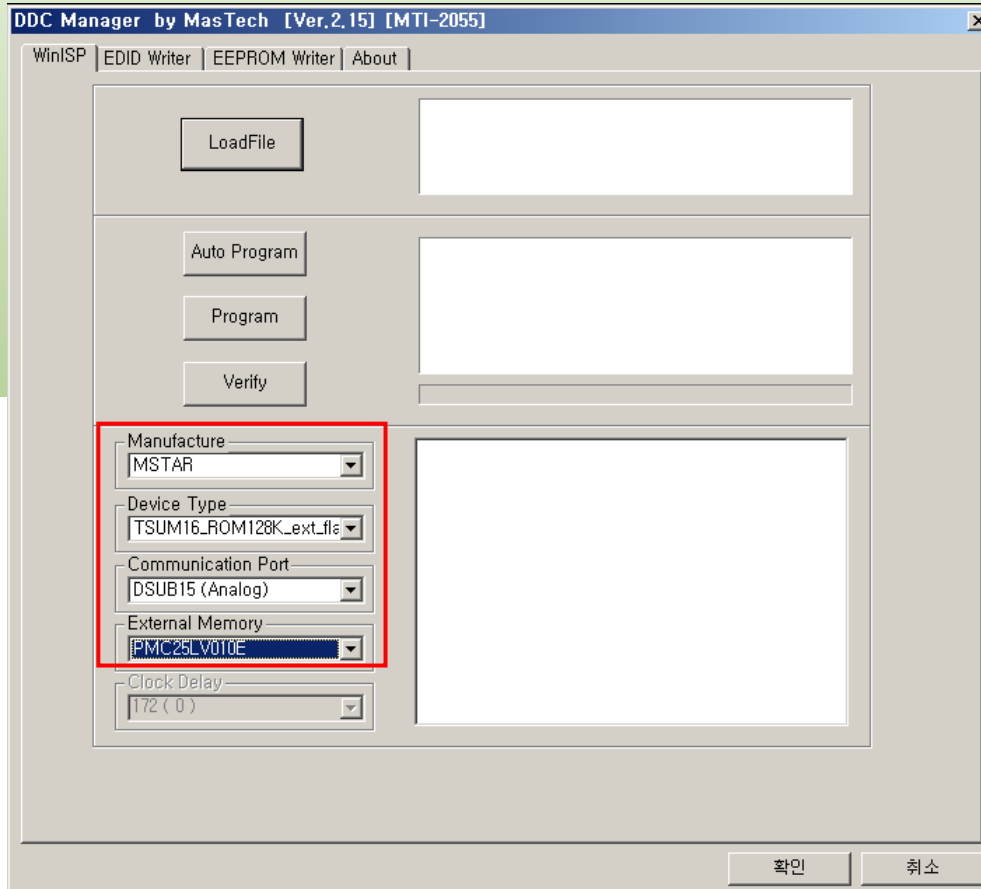 DDC Manager by MasTech [Ver.2.15] [MTI-2055]
WinISP EDID Writer EEPROM Writer About
LoadFile
Auto Program
Program
Verify
Manufacture
MSTAR
Device Type
TSUM16_ROM128K_ext_fla
Communication Port
DSUB15 (Analog)
External Memory
PMC25LV010E
Clock Delay
172 ( 0 )
확인 취소